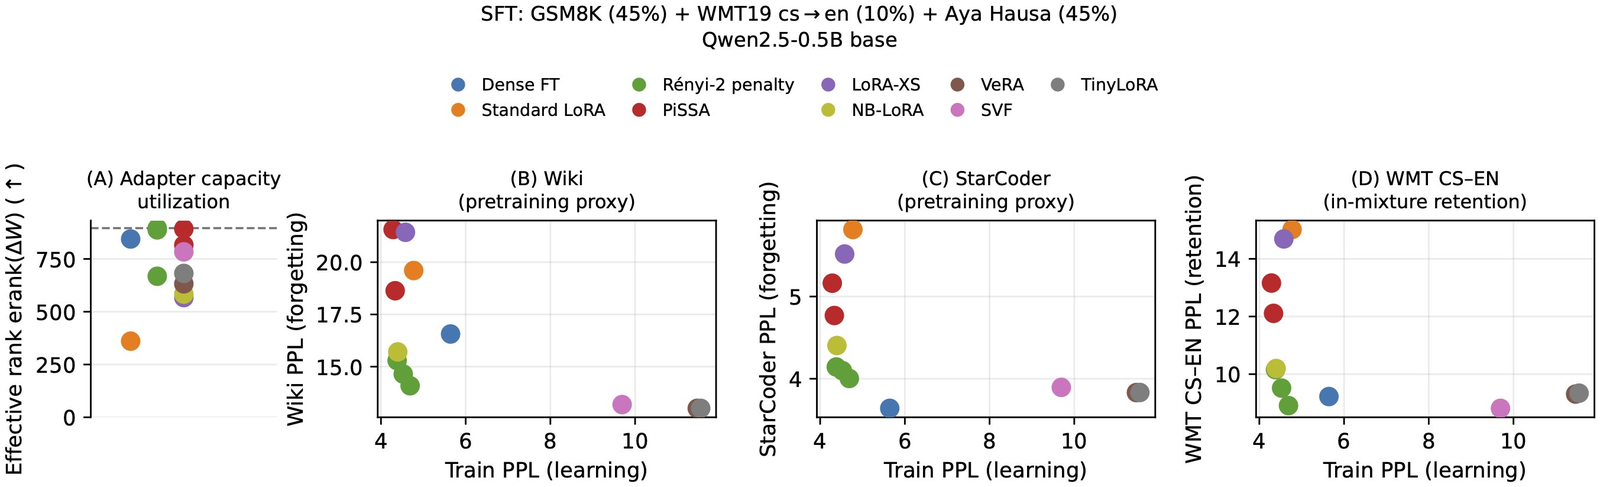 SFT: GSM8K (45%) + WMT19 cs→en (10%) + Aya Hausa (45%)
Qwen2.5-0.5B base
Dense FT
Standard LoRA
Rényi-2 penalty
PiSSA
LoRA-XS
NB-LoRA
VeRA
SVF
TinyLoRA
(A) Adapter capacity
utilization
Effective rank erank(ΔW) (↑)
750
500
250
0
(B) Wiki
(pretraining proxy)
Wiki PPL (forgetting)
20.0
17.5
15.0
4 6 8 10
Train PPL (learning)
(C) StarCoder
(pretraining proxy)
StarCoder PPL (forgetting)
5
4
4 6 8 10
Train PPL (learning)
(D) WMT CS–EN
(in-mixture retention)
WMT CS–EN PPL (retention)
14
12
10
4 6 8 10
Train PPL (learning)